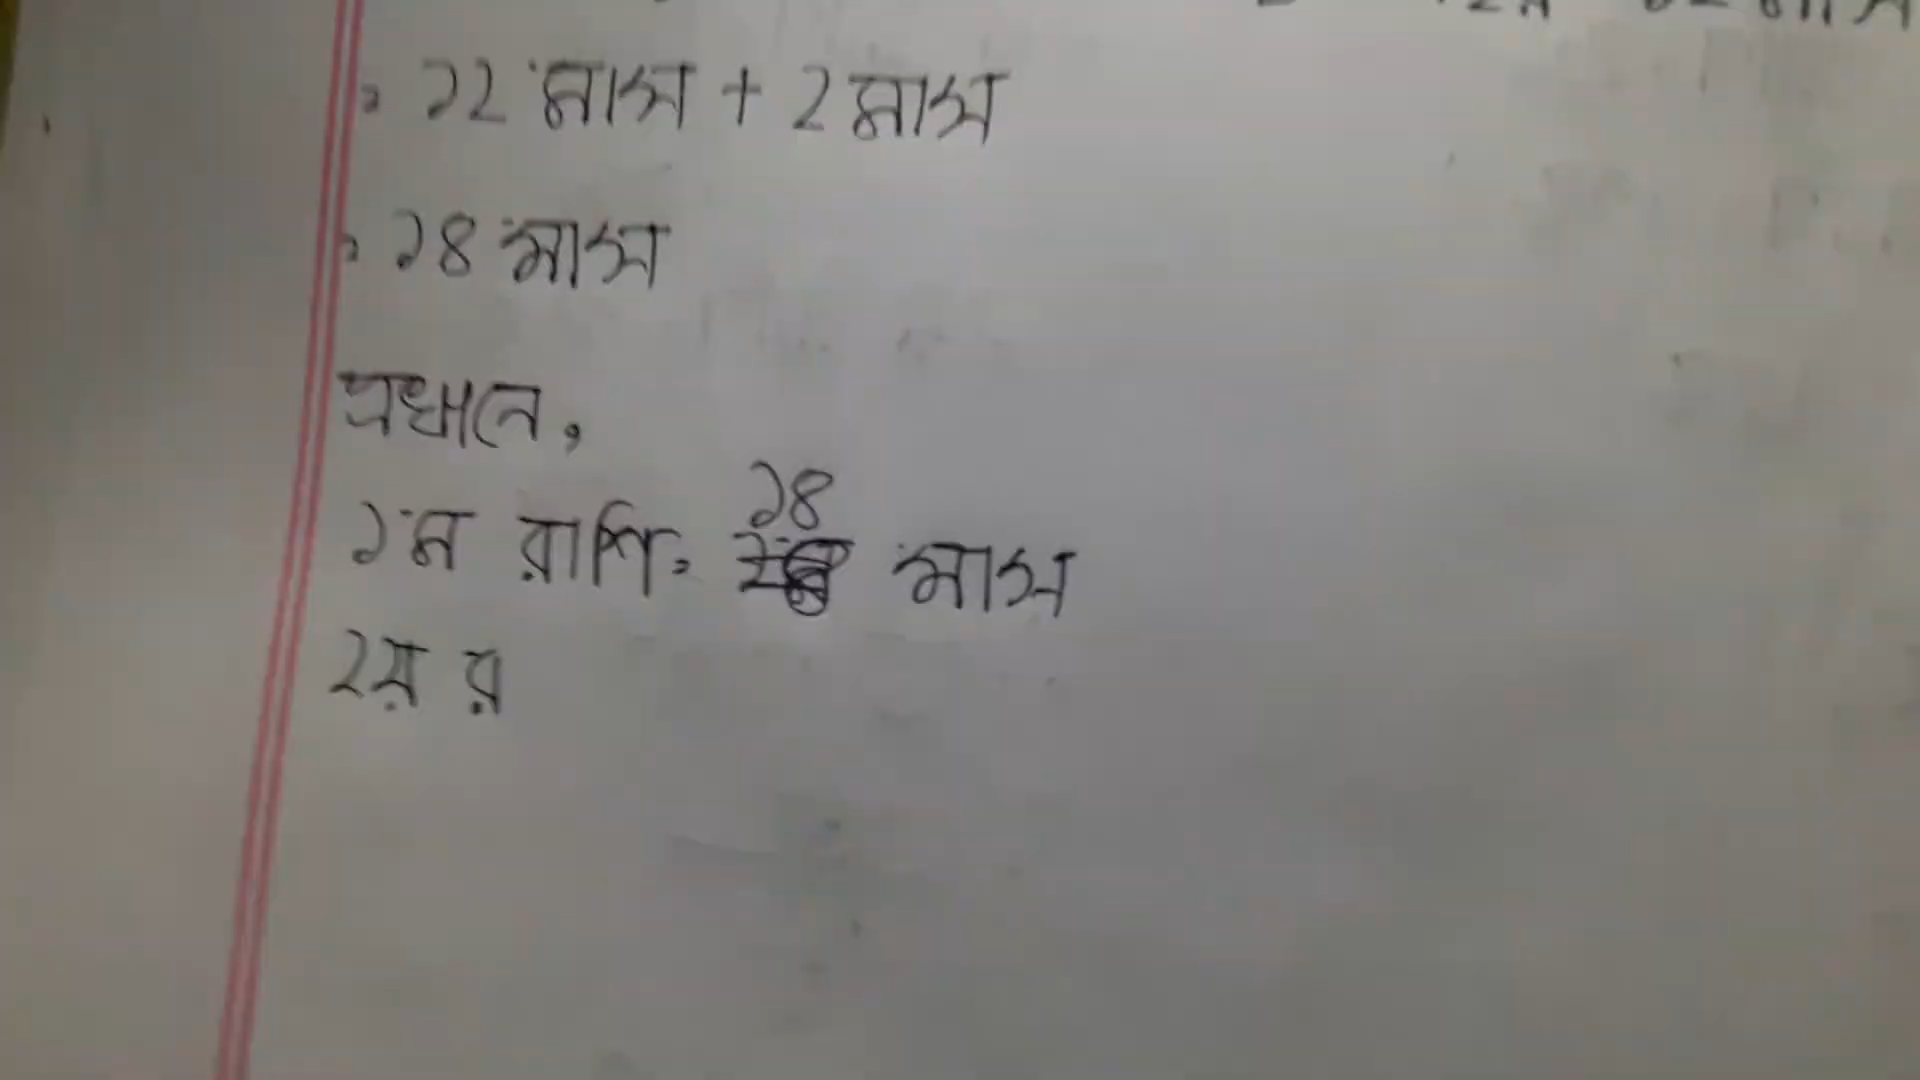 = ১২ মাস + ২ মাস
= ১৪ মাস
এখানে,
১ম রাশি = ১৪ মাস
২য় র